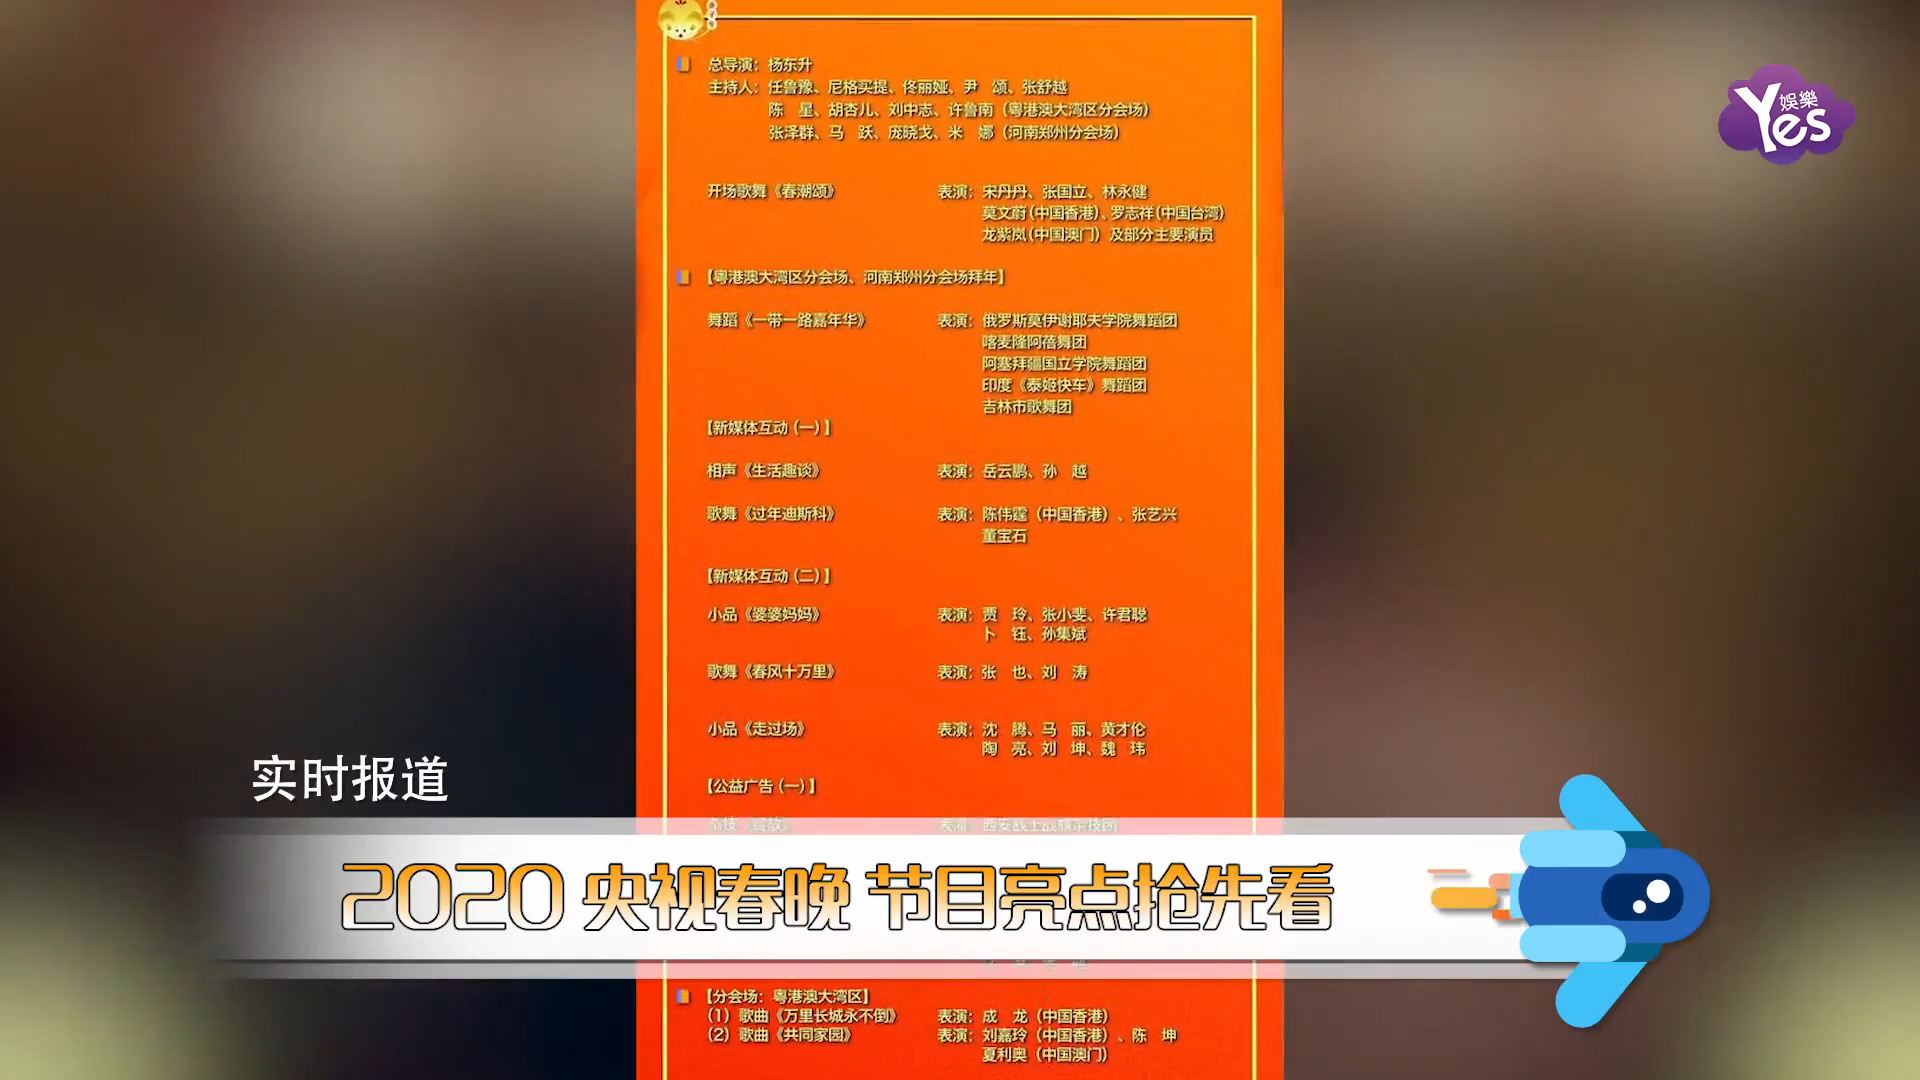 总导演：杨东升
主持人：任鲁豫、尼格买提、佟丽娅、尹　颂、张舒越
陈　星、胡杏儿、刘中志、许鲁南（粤港澳大湾区分会场）
张泽群、马　跃、庞晓戈、米　娜（河南郑州分会场）
娱樂
Yes
开场歌舞《春潮颂》 表演：宋丹丹、张国立、林永健
莫文蔚（中国香港）、罗志祥（中国台湾）
龙紫岚（中国澳门）及部分主要演员
【粤港澳大湾区分会场、河南郑州分会场拜年】
舞蹈《一带一路嘉年华》 表演：俄罗斯莫伊谢耶夫学院舞蹈团
喀麦隆阿蓓舞团
阿塞拜疆国立学院舞蹈团
印度《泰姬快车》舞蹈团
吉林市歌舞团
【新媒体互动（一）】
相声《生活趣谈》 表演：岳云鹏、孙　越
歌舞《过年迪斯科》 表演：陈伟霆（中国香港）、张艺兴
董宝石
【新媒体互动（二）】
小品《婆婆妈妈》 表演：贾　玲、张小斐、许君聪
卜　钰、孙集斌
歌舞《春风十万里》 表演：张　也、刘　涛
小品《走过场》 表演：沈　腾、马　丽、黄才伦
陶　亮、刘　坤、魏　玮
【公益广告（一）】
实时报道
2020 央视春晚 节目亮点抢先看
【分会场：粤港澳大湾区】
（1）歌曲《万里长城永不倒》 表演：成　龙（中国香港）
（2）歌曲《共同家园》 表演：刘嘉玲（中国香港）、陈　坤
夏利奥（中国澳门）